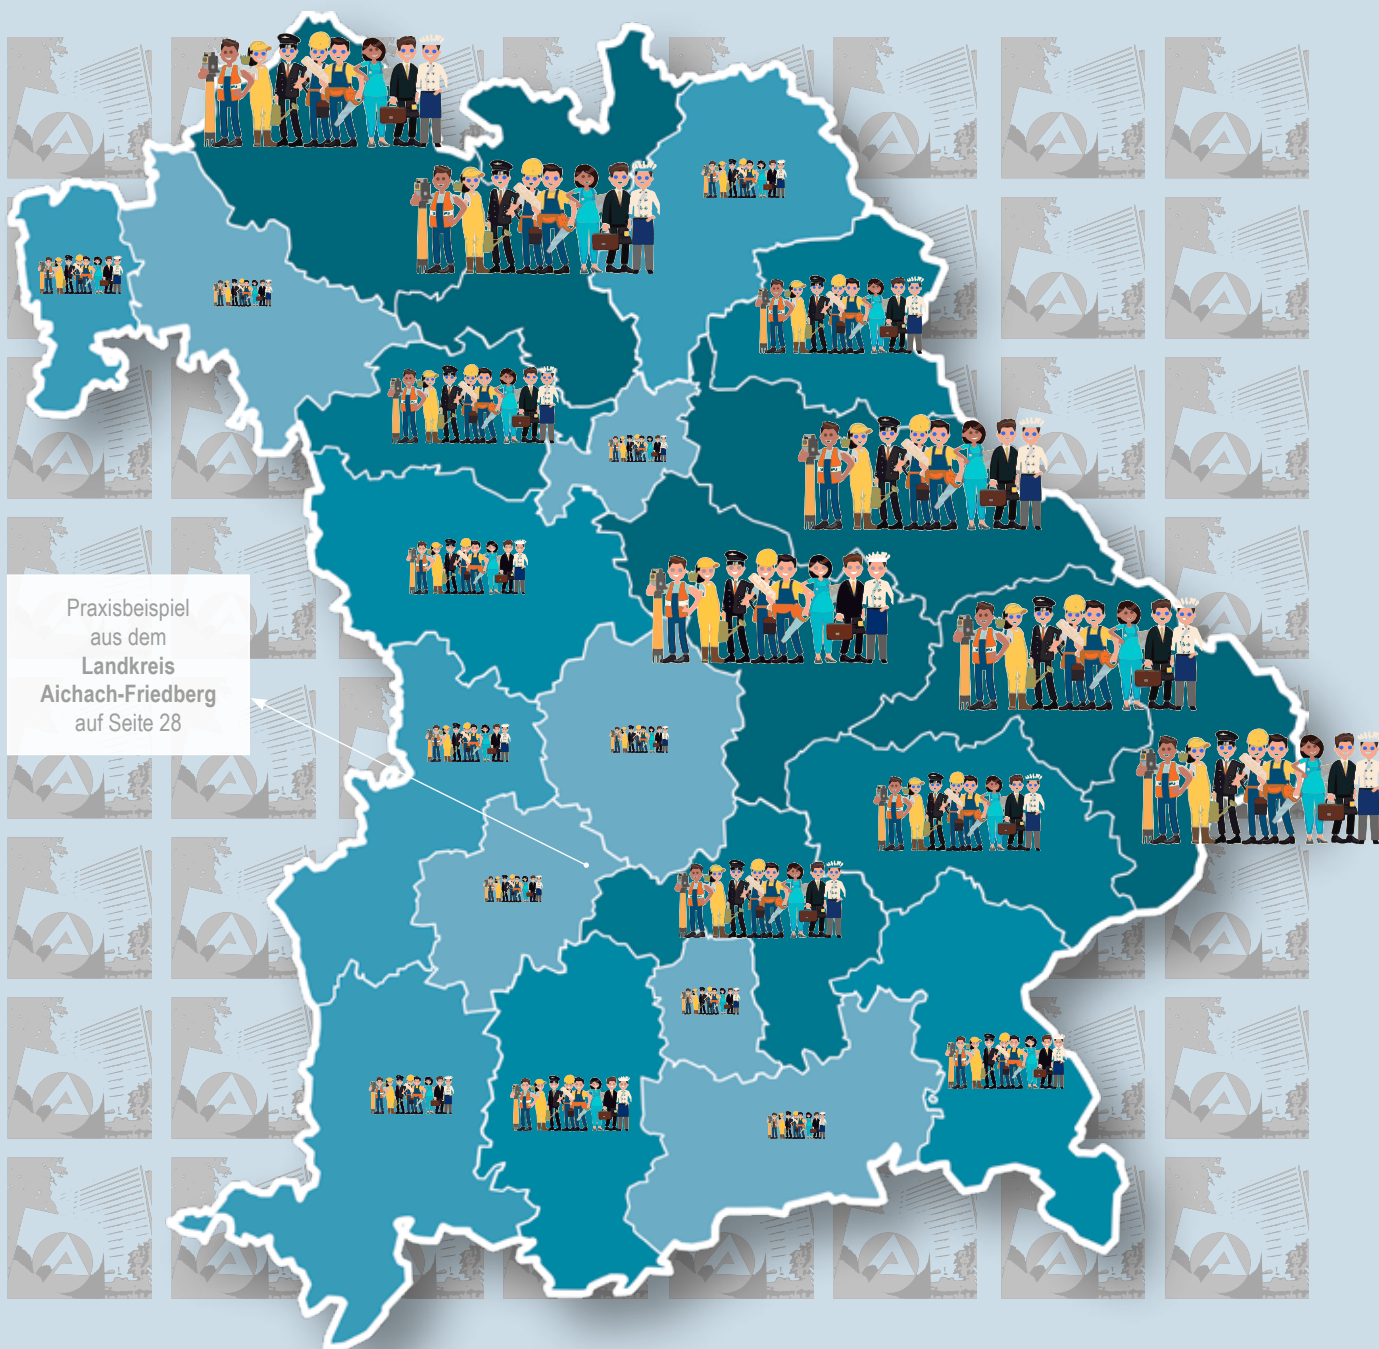 Praxisbeispiel
aus dem
Landkreis
Aichach-Friedberg
auf Seite 28